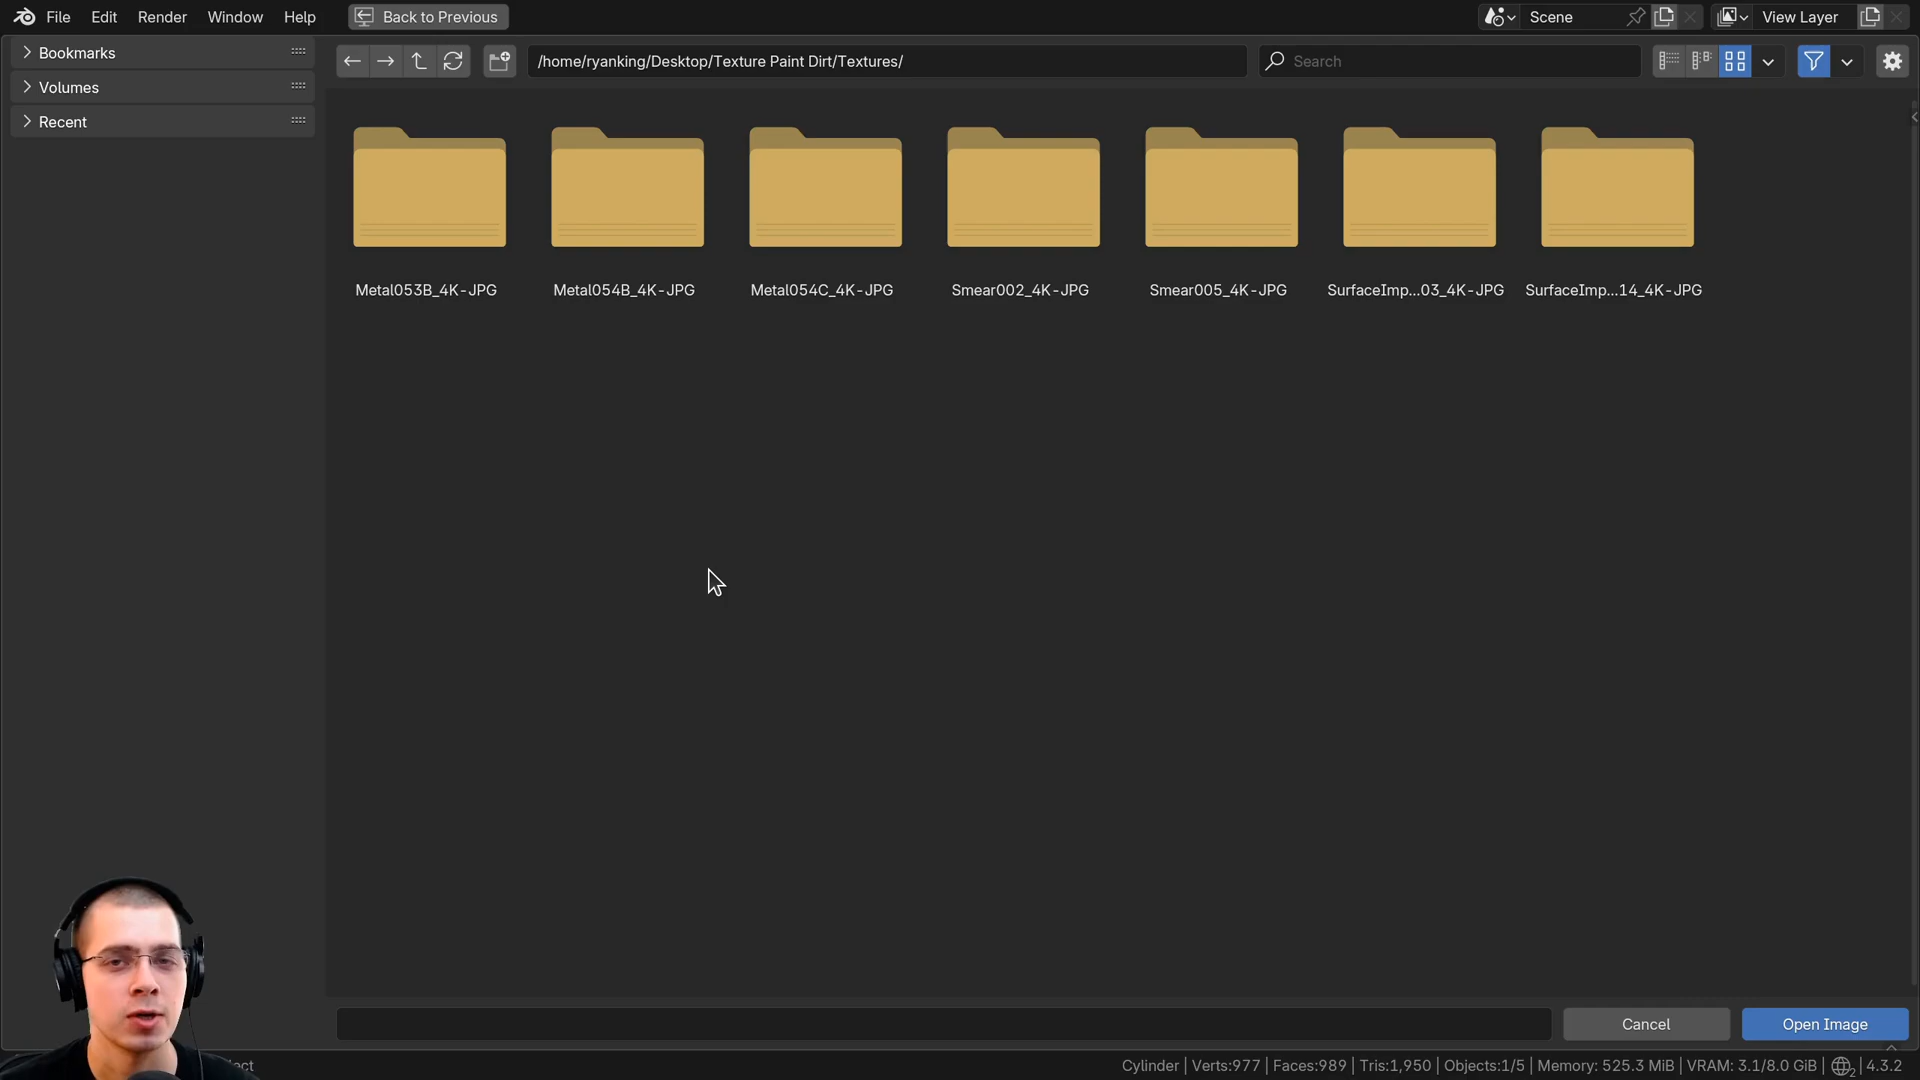 File Edit Render Window Help Back to Previous Scene View Layer
Bookmarks
Volumes
Recent
/home/ryanking/Desktop/Texture Paint Dirt/Textures/ Search
Metal053B_4K-JPG Metal054B_4K-JPG Metal054C_4K-JPG Smear002_4K-JPG Smear005_4K-JPG SurfaceImp...03_4K-JPG SurfaceImp...14_4K-JPG
Cancel Open Image
Cylinder | Verts:977 | Faces:989 | Tris:1,950 | Objects:1/5 | Memory: 525.3 MiB | VRAM: 3.1/8.0 GiB | 2 | 4.3.2